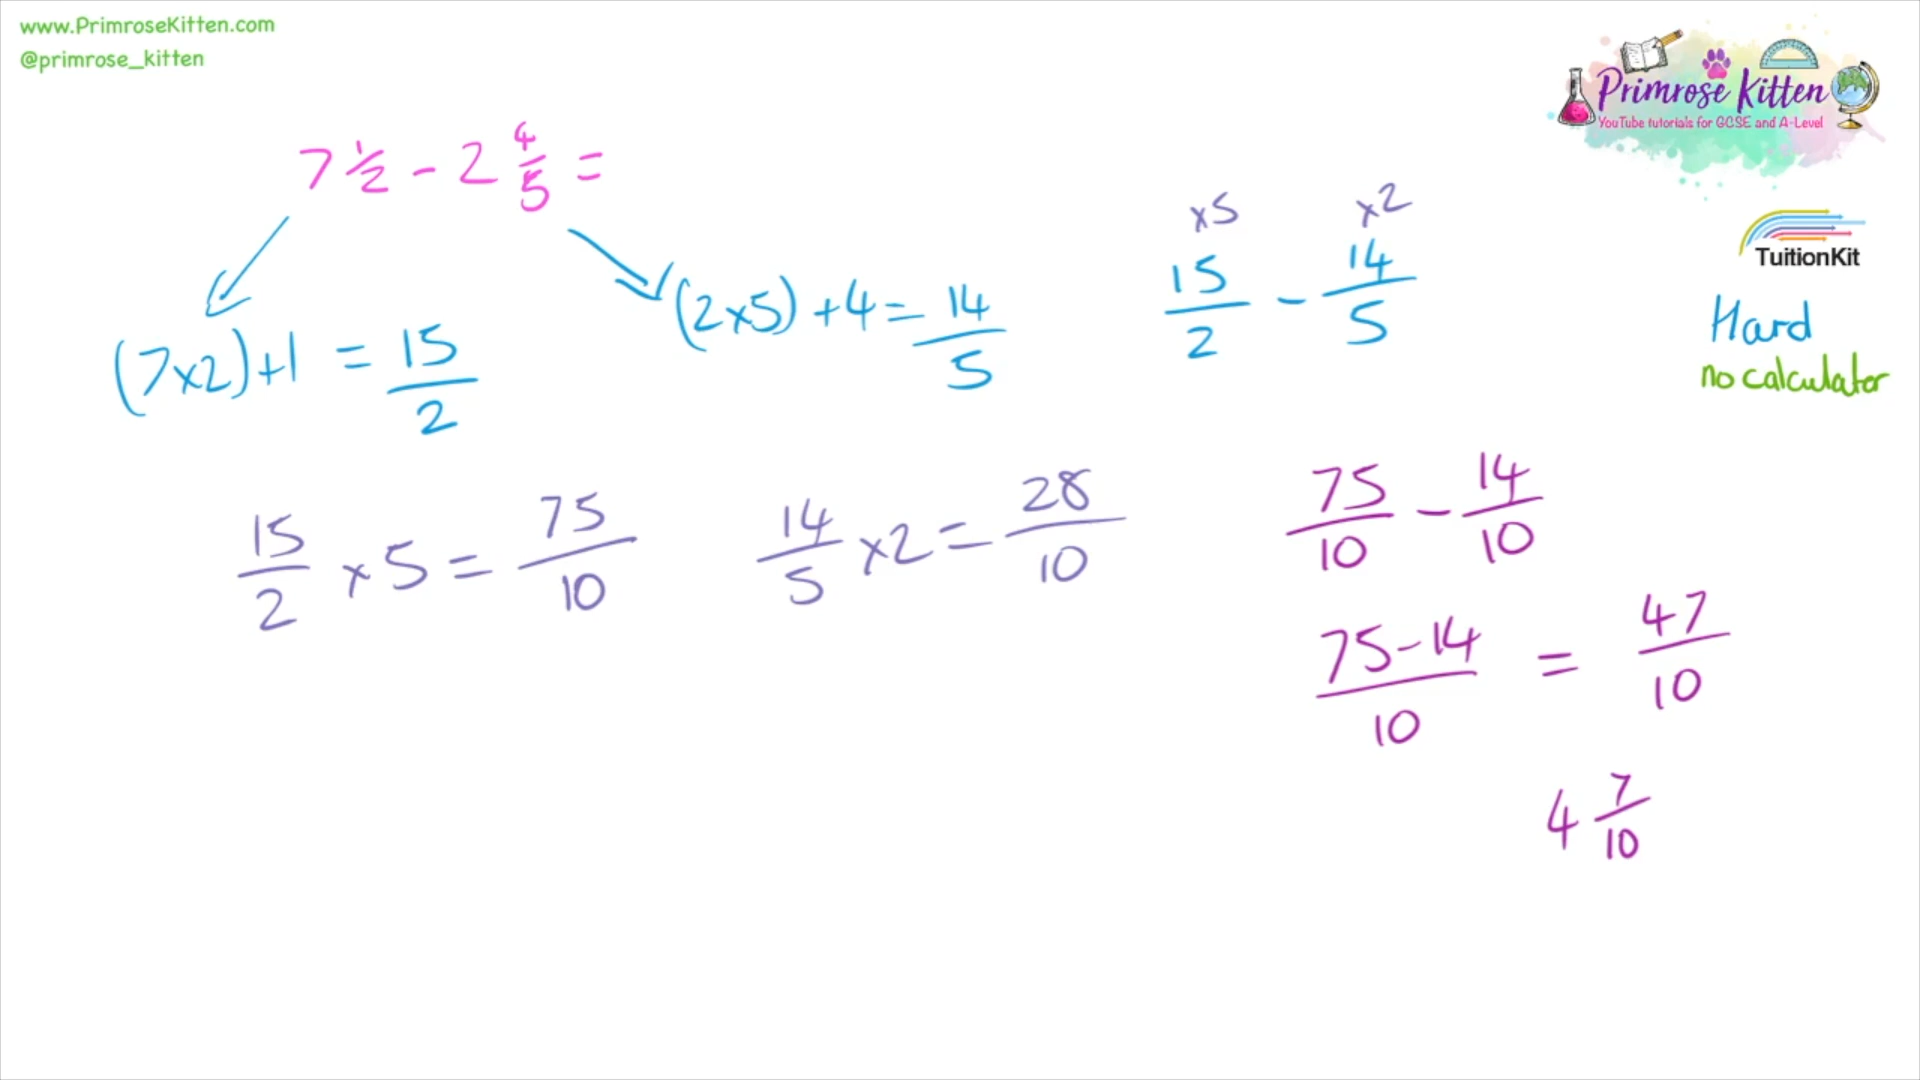 www.PrimroseKitten.com
@primrose_kitten
Primrose Kitten
YouTube tutorials for GCSE and A-Level
TuitionKit
Hard
no calculator
7 1/2 - 2 4/5 =
(7x2)+1 = 15/2
(2x5)+4 = 14/5
x5 x2
15/2 - 14/5
15/2 x5 = 75/10
14/5 x2 = 28/10
75/10 - 14/10
75-14/10 = 47/10
4 7/10